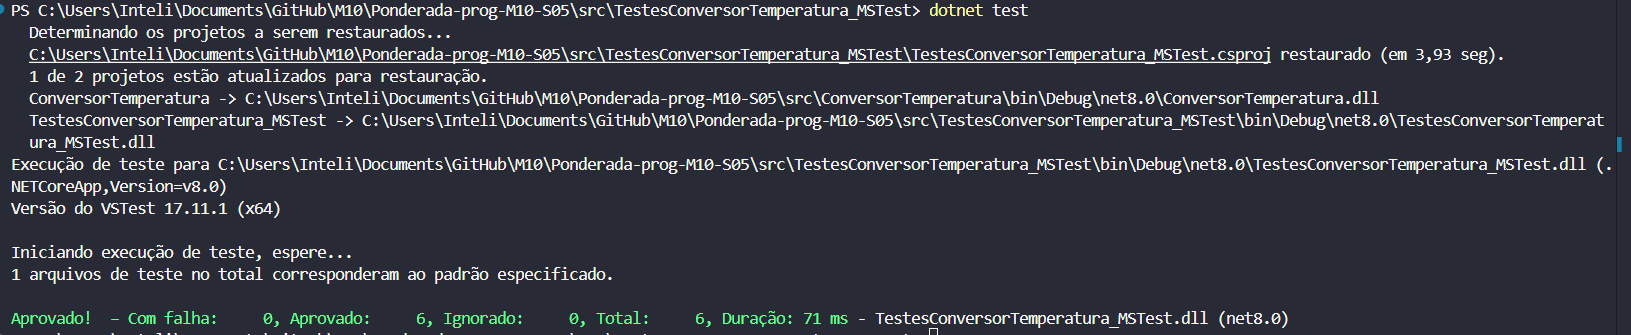 PS C:\Users\Inteli\Documents\GitHub\M10\Ponderada-prog-M10-S05\src\TestesConversorTemperatura_MSTest> dotnet test
Determinando os projetos a serem restaurados...
C:\Users\Inteli\Documents\GitHub\M10\Ponderada-prog-M10-S05\src\TestesConversorTemperatura_MSTest\TestesConversorTemperatura_MSTest.csproj restaurado (em 3,93 seg).
1 de 2 projetos estão atualizados para restauração.
ConversorTemperatura -> C:\Users\Inteli\Documents\GitHub\M10\Ponderada-prog-M10-S05\src\ConversorTemperatura\bin\Debug\net8.0\ConversorTemperatura.dll
TestesConversorTemperatura_MSTest -> C:\Users\Inteli\Documents\GitHub\M10\Ponderada-prog-M10-S05\src\TestesConversorTemperatura_MSTest\bin\Debug\net8.0\TestesConversorTemperat
ura_MSTest.dll
Execução de teste para C:\Users\Inteli\Documents\GitHub\M10\Ponderada-prog-M10-S05\src\TestesConversorTemperatura_MSTest\bin\Debug\net8.0\TestesConversorTemperatura_MSTest.dll (.
NETCoreApp,Version=v8.0)
Versão do VSTest 17.11.1 (x64)
Iniciando execução de teste, espere...
1 arquivos de teste no total corresponderam ao padrão especificado.
Aprovado!  – Com falha:     0, Aprovado:     6, Ignorado:     0, Total:     6, Duração: 71 ms - TestesConversorTemperatura_MSTest.dll (net8.0)